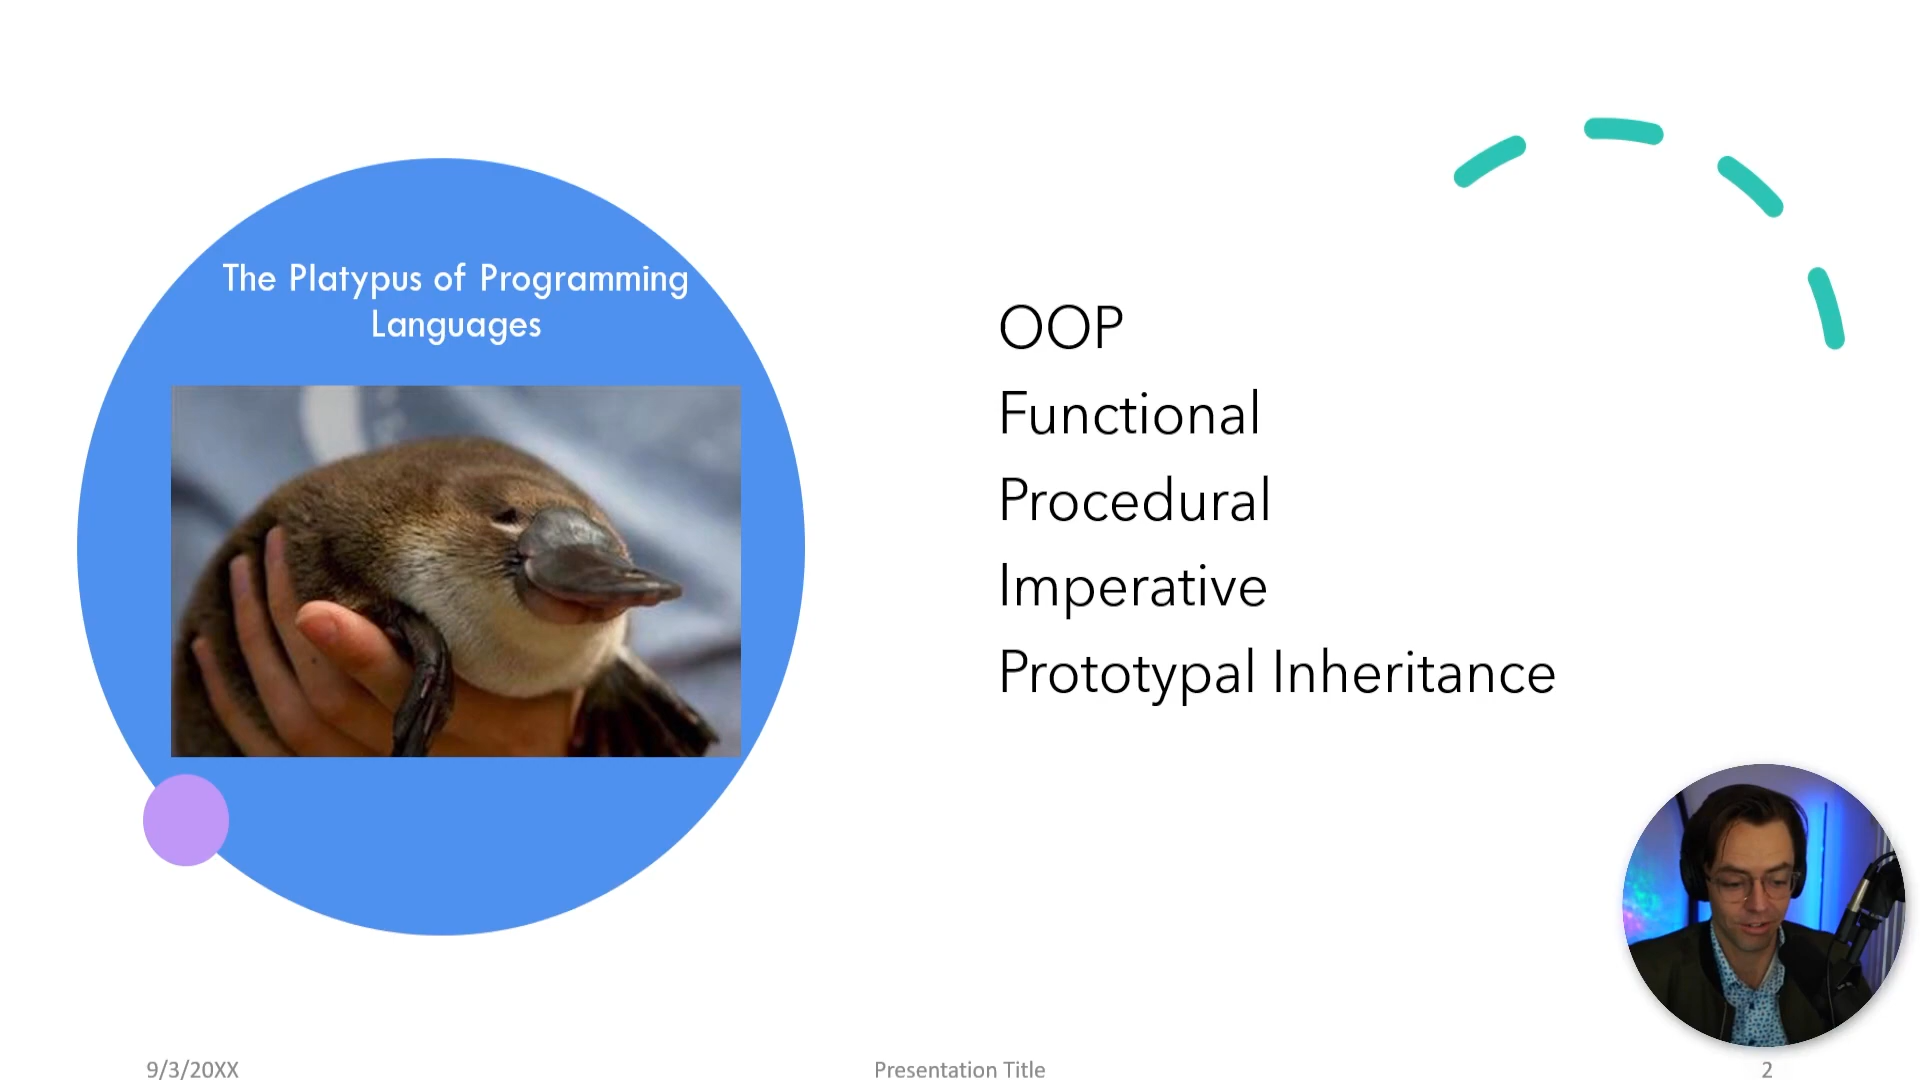 The Platypus of Programming
Languages
OOP
Functional
Procedural
Imperative
Prototypal Inheritance
9/3/20XX
Presentation Title
2